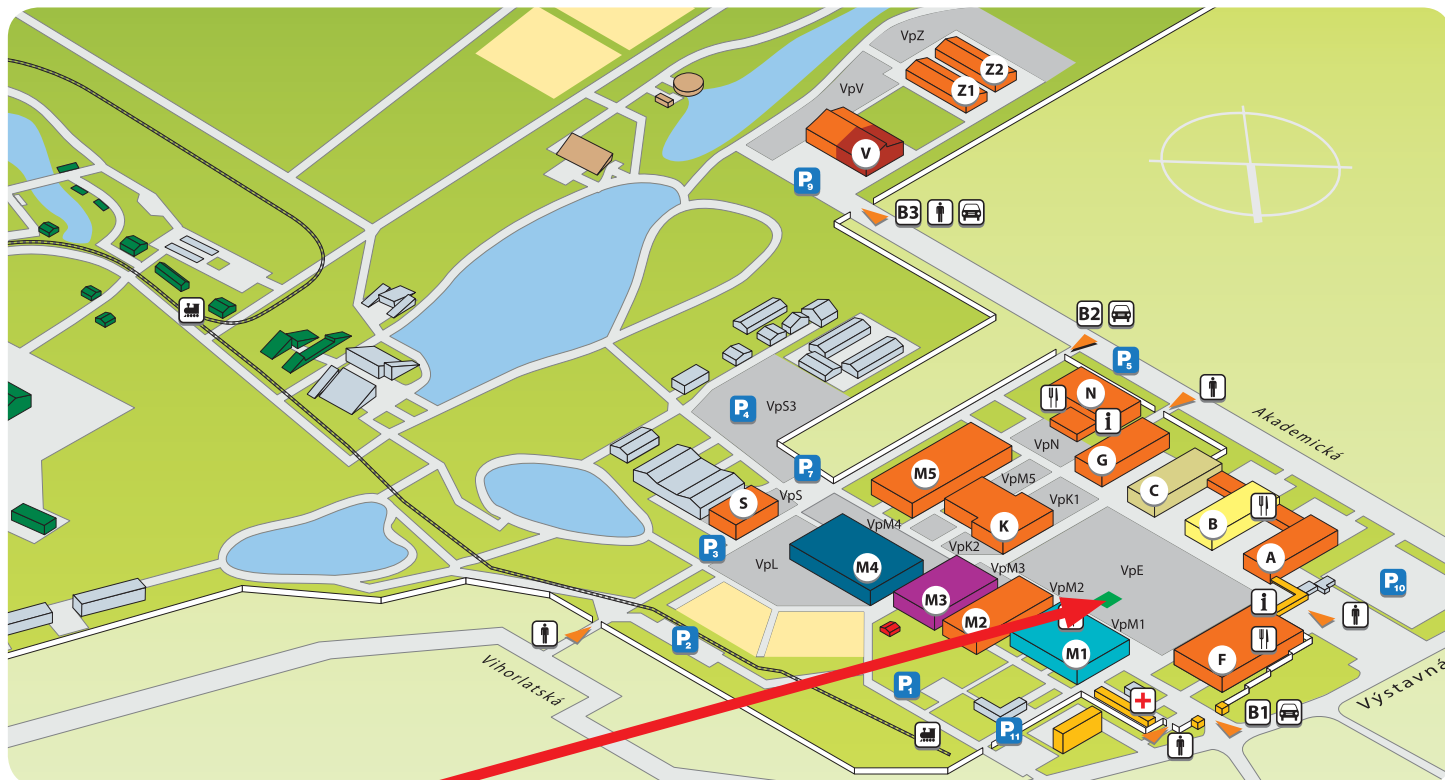 VpZ
Z2
Z1
VpV
V
P9
B3
B2
P5
N
i
Akademická
P4
VpS3
VpN
G
M5
VpM5
C
P7
VpK1
S
VpS
K
B
VpM4
P3
VpK2
A
VpL
M4
VpM3
VpE
P10
VpM2
M3
i
M2
VpM1
P2
M1
F
Vihorlatská
P1
Výstavná
B1
P11